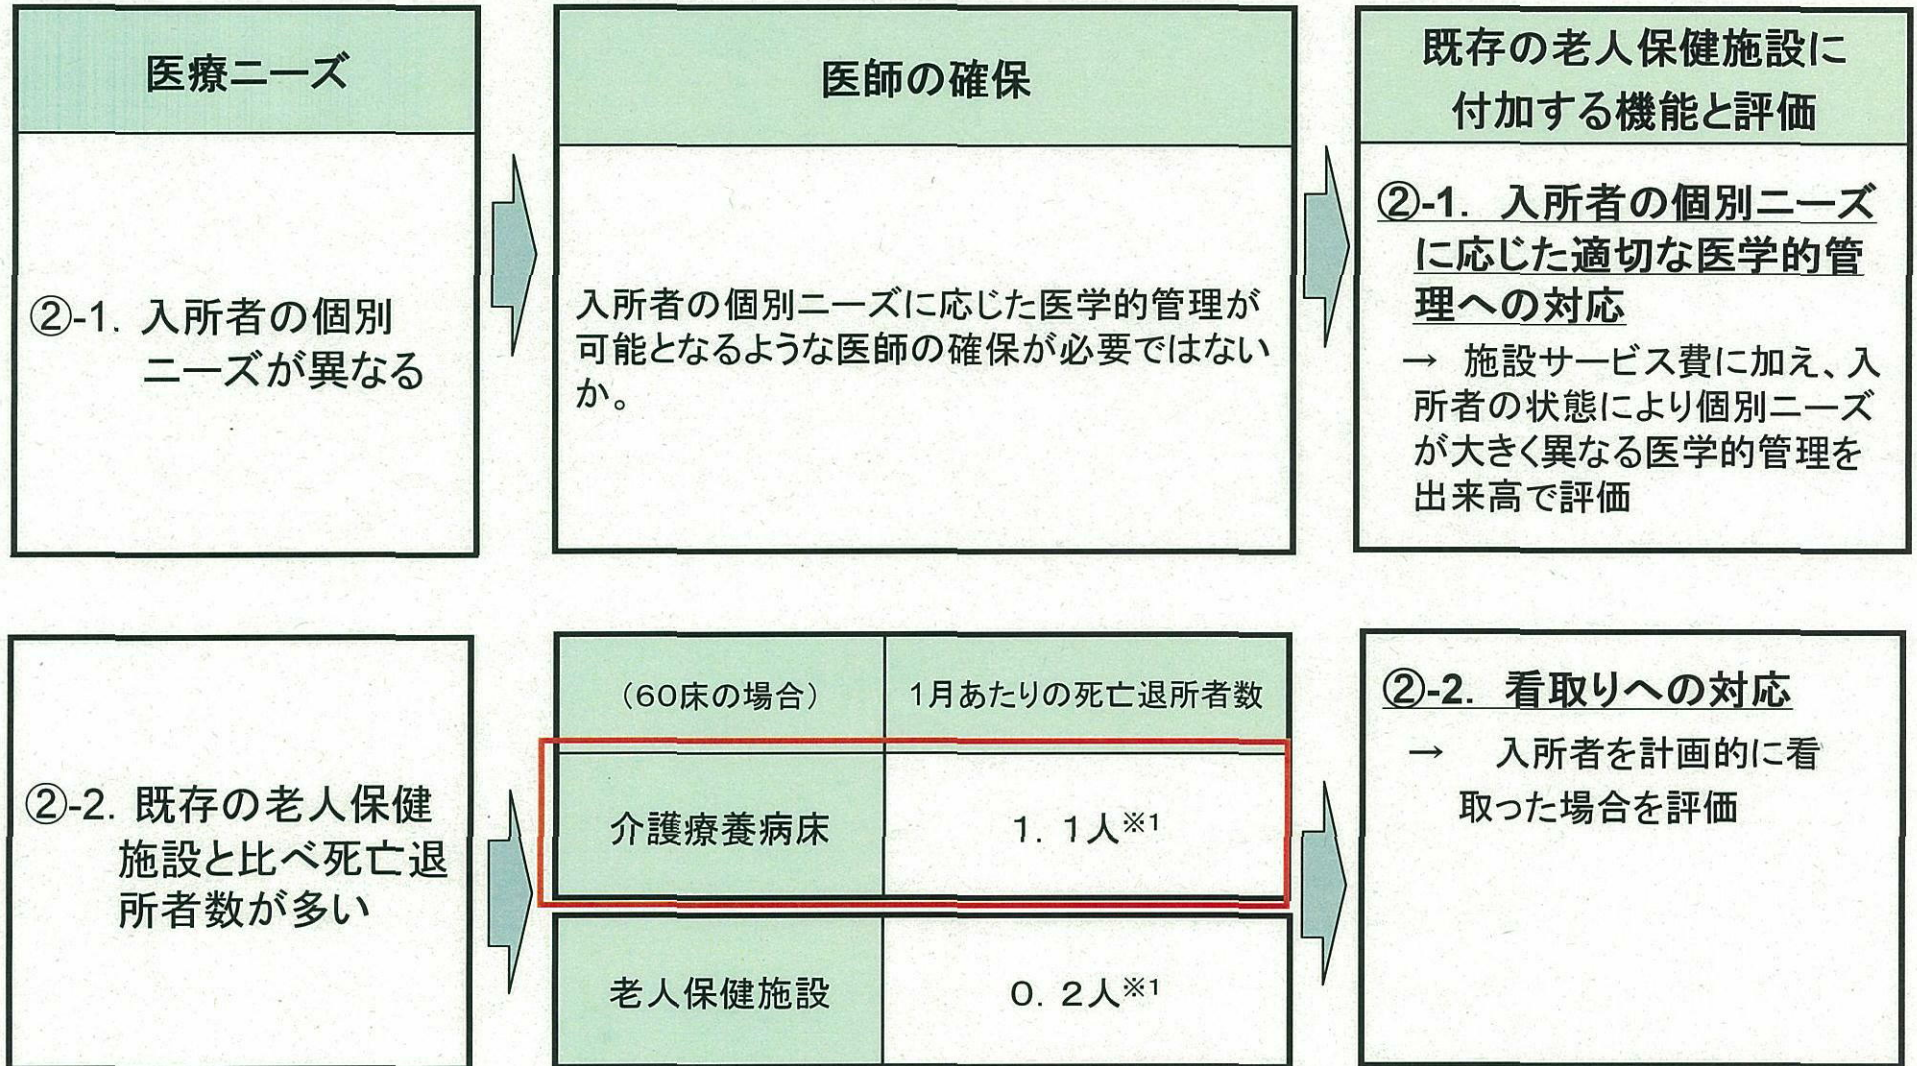 医療ニーズ
②-1. 入所者の個別
ニーズが異なる
医師の確保
入所者の個別ニーズに応じた医学的管理が
可能となるような医師の確保が必要ではない
か。
既存の老人保健施設に
付加する機能と評価
②-1. 入所者の個別ニーズ
に応じた適切な医学的管
理への対応
→ 施設サービス費に加え、入
所者の状態により個別ニーズ
が大きく異なる医学的管理を
出来高で評価
②-2. 既存の老人保健
施設と比べ死亡退
所者数が多い
(60床の場合) 1月あたりの死亡退所者数
介護療養病床 1. 1人※1
老人保健施設 0. 2人※1
②-2. 看取りへの対応
→ 入所者を計画的に看
取った場合を評価